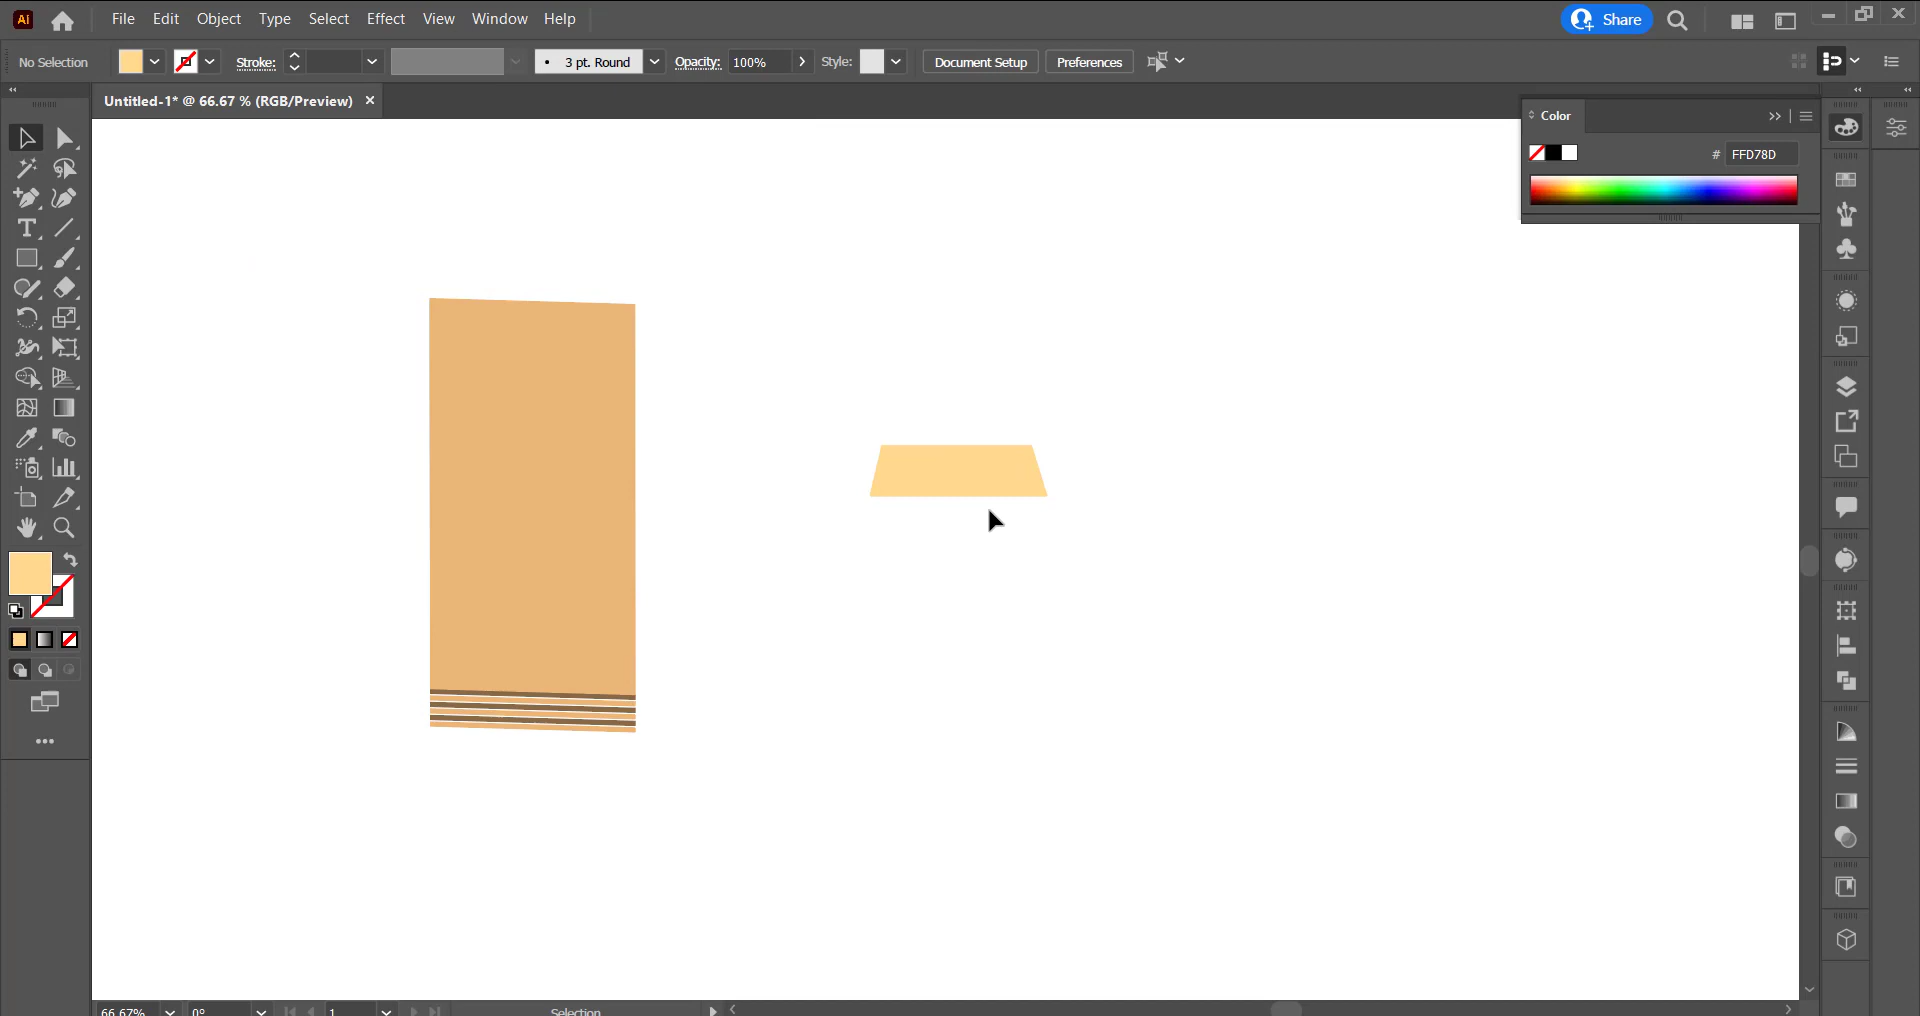 Ai File Edit Object Type Select Effect View Window Help Share
No Selection Stroke: 3 pt. Round Opacity: 100% Style: Document Setup Preferences
Untitled-1* @ 66.67 % (RGB/Preview) ×
Color
# FFD78D
66.67% 0° 1 Selection